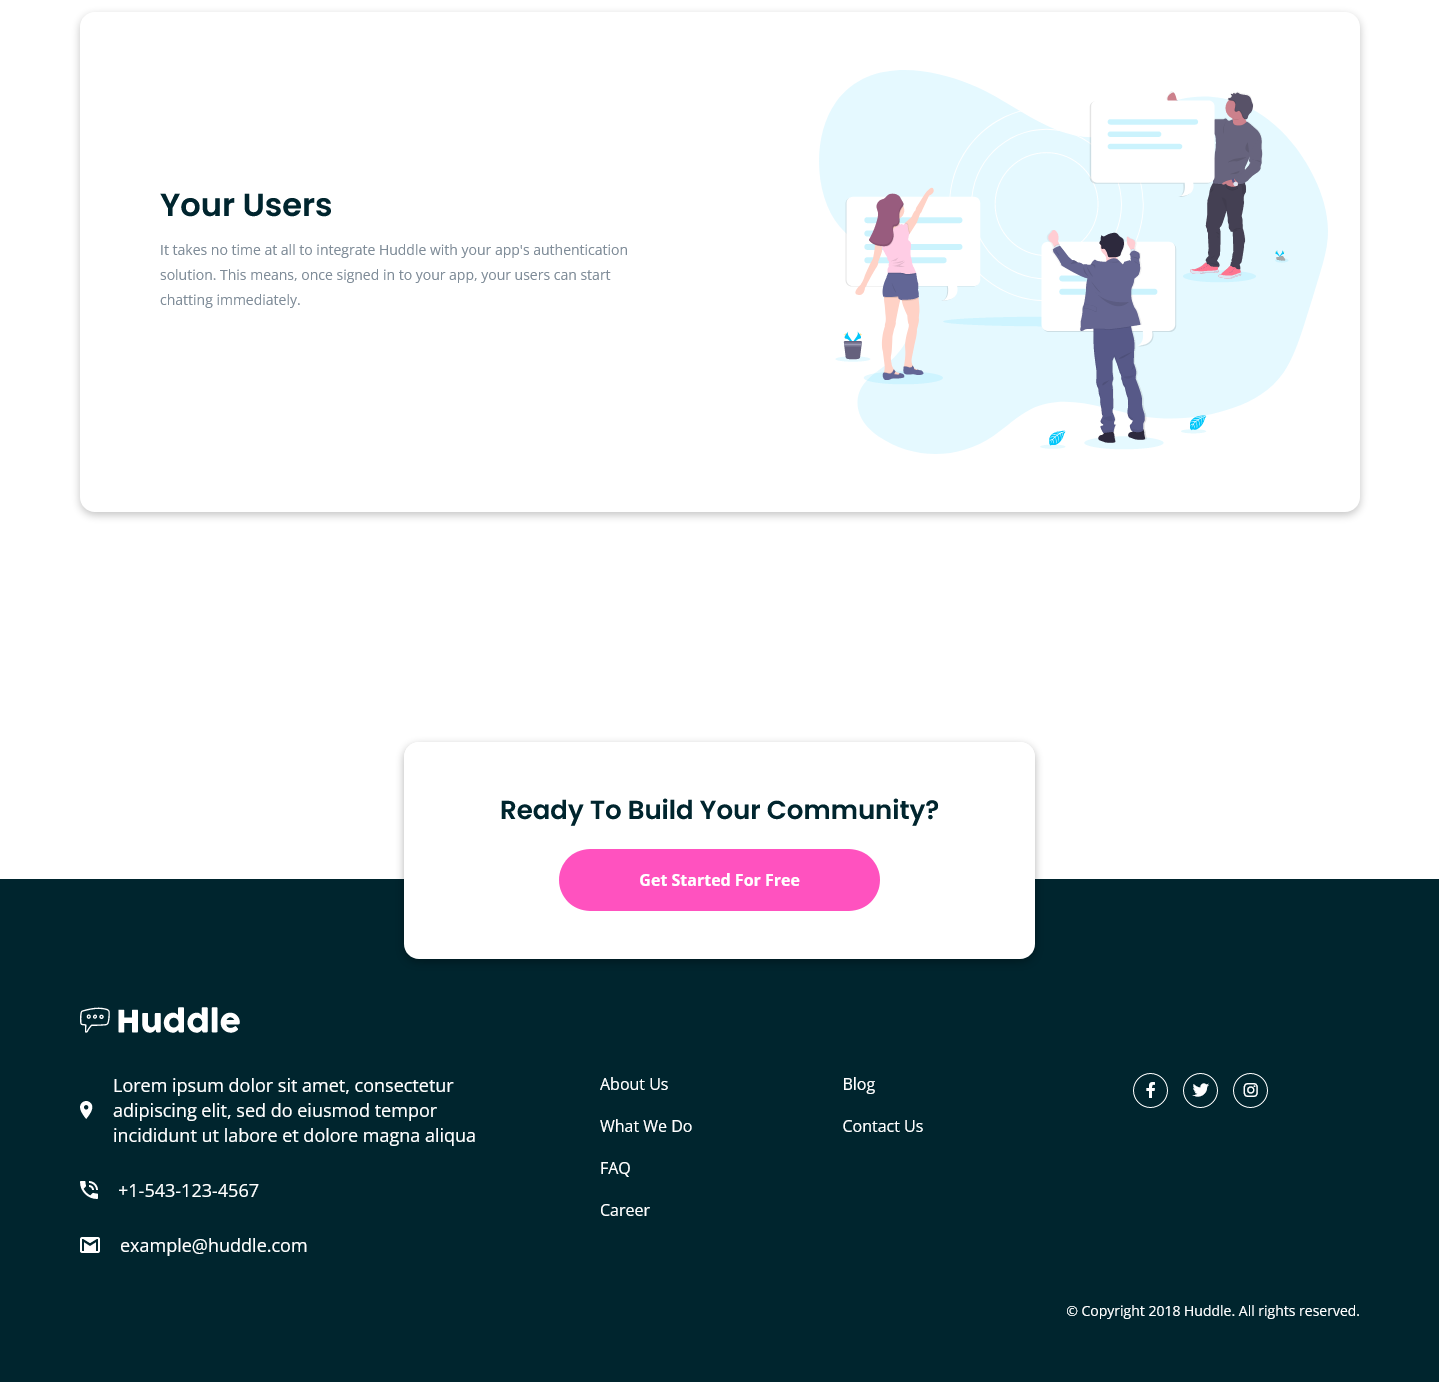 Your Users
It takes no time at all to integrate Huddle with your app's authentication
solution. This means, once signed in to your app, your users can start
chatting immediately.
Ready To Build Your Community?
Get Started For Free
Huddle
Lorem ipsum dolor sit amet, consectetur
adipiscing elit, sed do eiusmod tempor
incididunt ut labore et dolore magna aliqua
+1-543-123-4567
example@huddle.com
About Us
What We Do
FAQ
Career
Blog
Contact Us
© Copyright 2018 Huddle. All rights reserved.